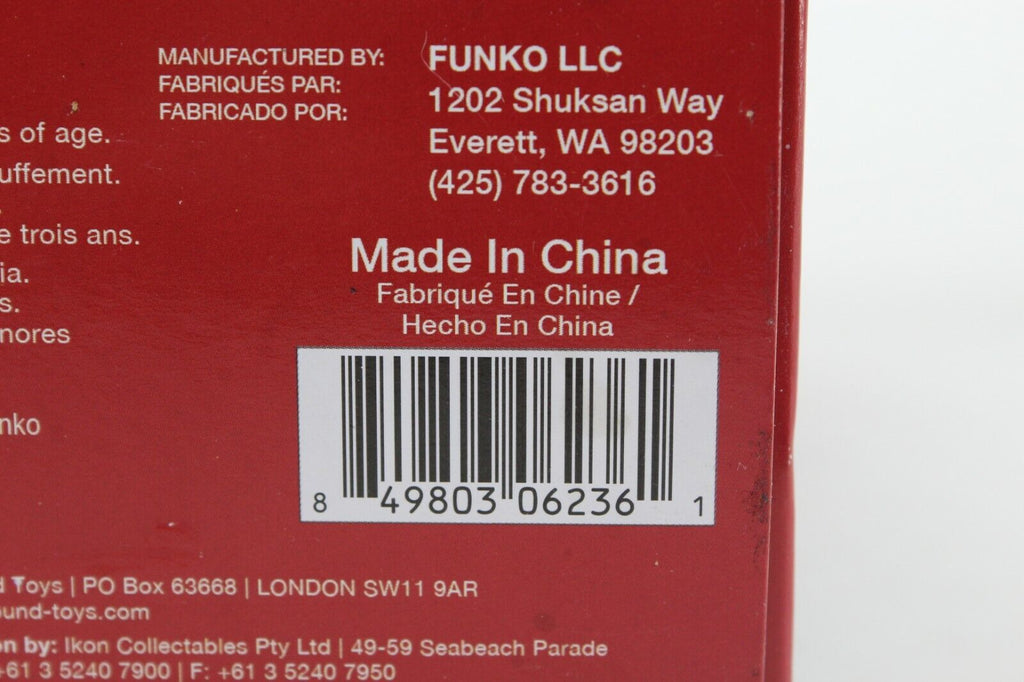 MANUFACTURED BY:
FABRIQUÉS PAR:
FABRICADO POR:
FUNKO LLC
1202 Shuksan Way
Everett, WA 98203
(425) 783-3616
s of age.
uffement.
e trois ans.
ia.
s.
nores
nko
Made In China
Fabriqué En Chine /
Hecho En China
8 49803 06236 1
d Toys | PO Box 63668 | LONDON SW11 9AR
ound-toys.com
on by: Ikon Collectables Pty Ltd | 49-59 Seabeach Parade
+61 3 5240 7900 | F: +61 3 5240 7950